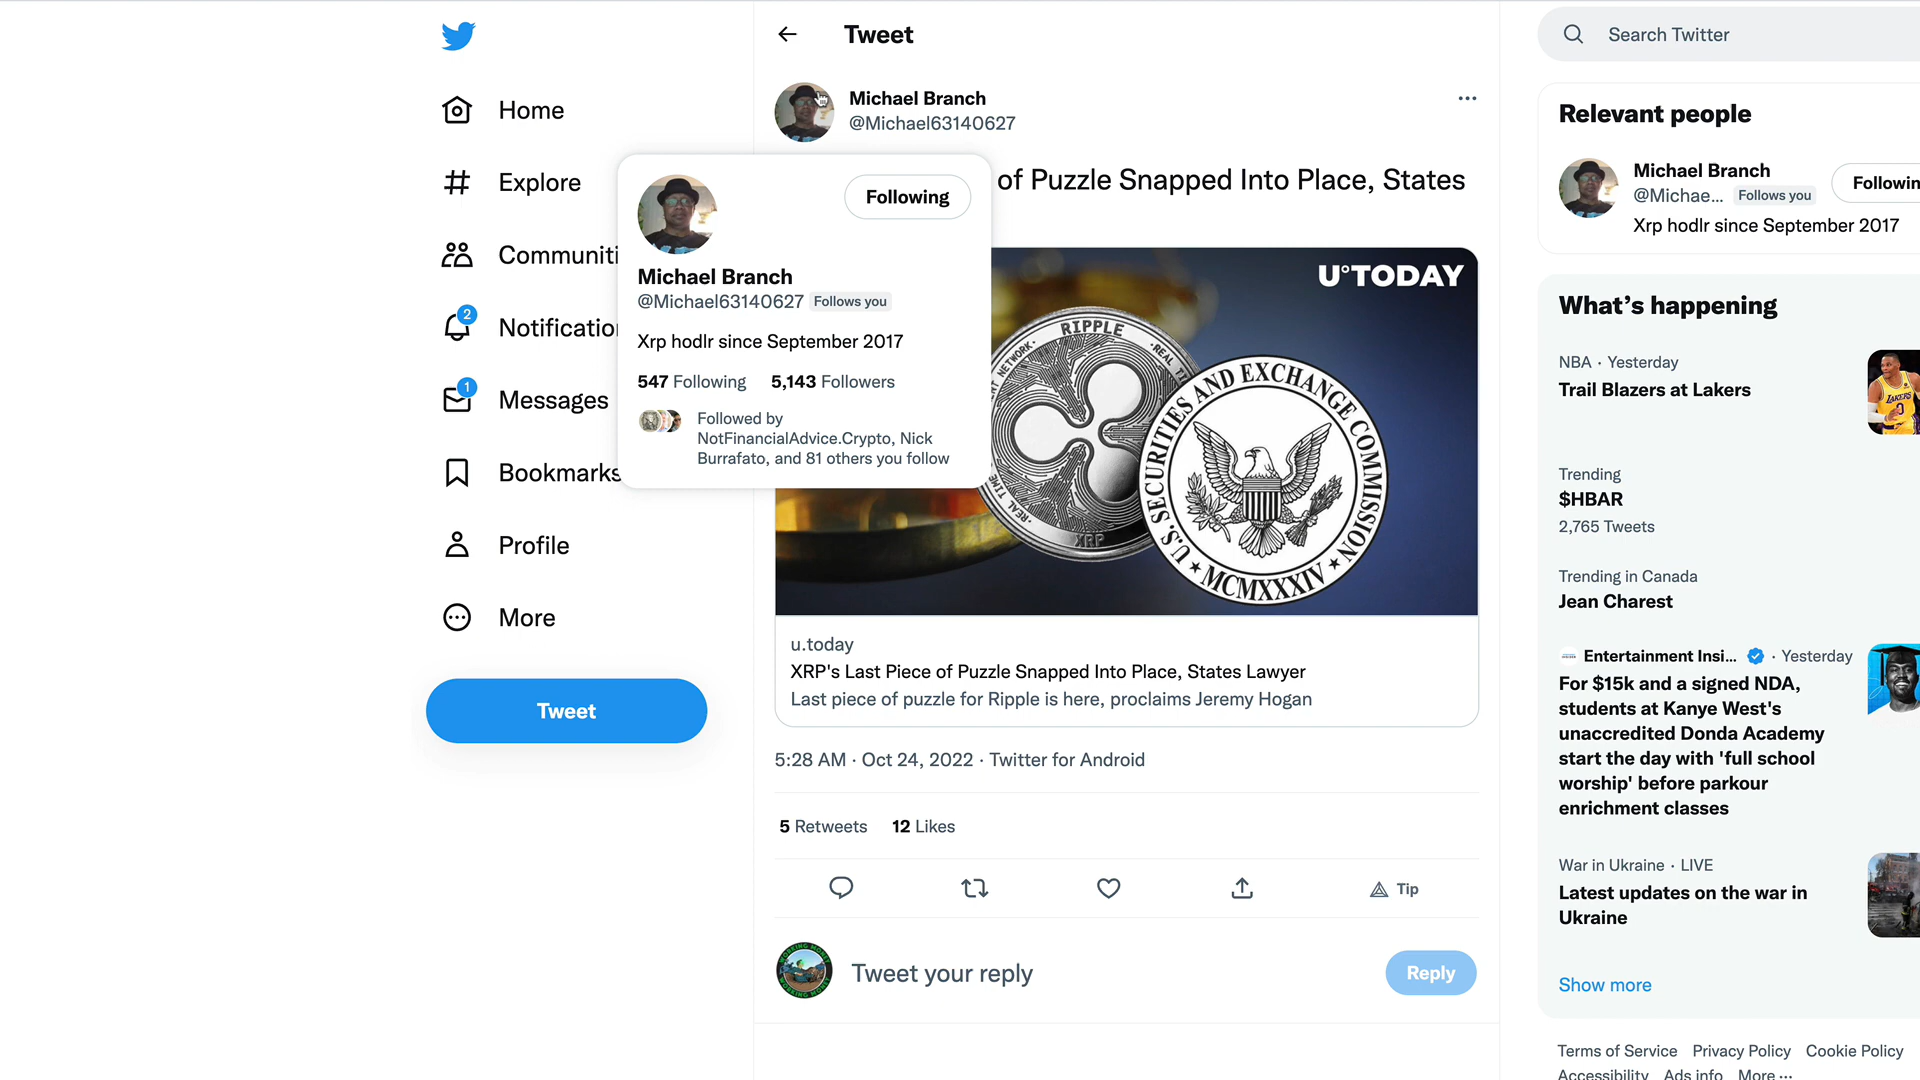 Home
Explore
Communiti
2
Notification
1
Messages
Bookmarks
Profile
More
Tweet
Tweet
Michael Branch
@Michael63140627
of Puzzle Snapped Into Place, States
Following
Michael Branch
@Michael63140627 Follows you
Xrp hodlr since September 2017
547 Following 5,143 Followers
Followed by
NotFinancialAdvice.Crypto, Nick
Burrafato, and 81 others you follow
U°TODAY
RIPPLE
REAL TIME
XRP
U.S. SECURITIES AND EXCHANGE COMMISSION
MCMXXXIV
u.today
XRP's Last Piece of Puzzle Snapped Into Place, States Lawyer
Last piece of puzzle for Ripple is here, proclaims Jeremy Hogan
5:28 AM · Oct 24, 2022 · Twitter for Android
5 Retweets 12 Likes
Tip
Tweet your reply
Reply
Search Twitter
Relevant people
Michael Branch
@Michae... Follows you
Followin
Xrp hodlr since September 2017
What's happening
NBA · Yesterday
Trail Blazers at Lakers
Trending
$HBAR
2,765 Tweets
Trending in Canada
Jean Charest
Entertainment Insi... · Yesterday
For $15k and a signed NDA,
students at Kanye West's
unaccredited Donda Academy
start the day with 'full school
worship' before parkour
enrichment classes
War in Ukraine · LIVE
Latest updates on the war in
Ukraine
Show more
Terms of Service Privacy Policy Cookie Policy
Accessibility Ads info More ...